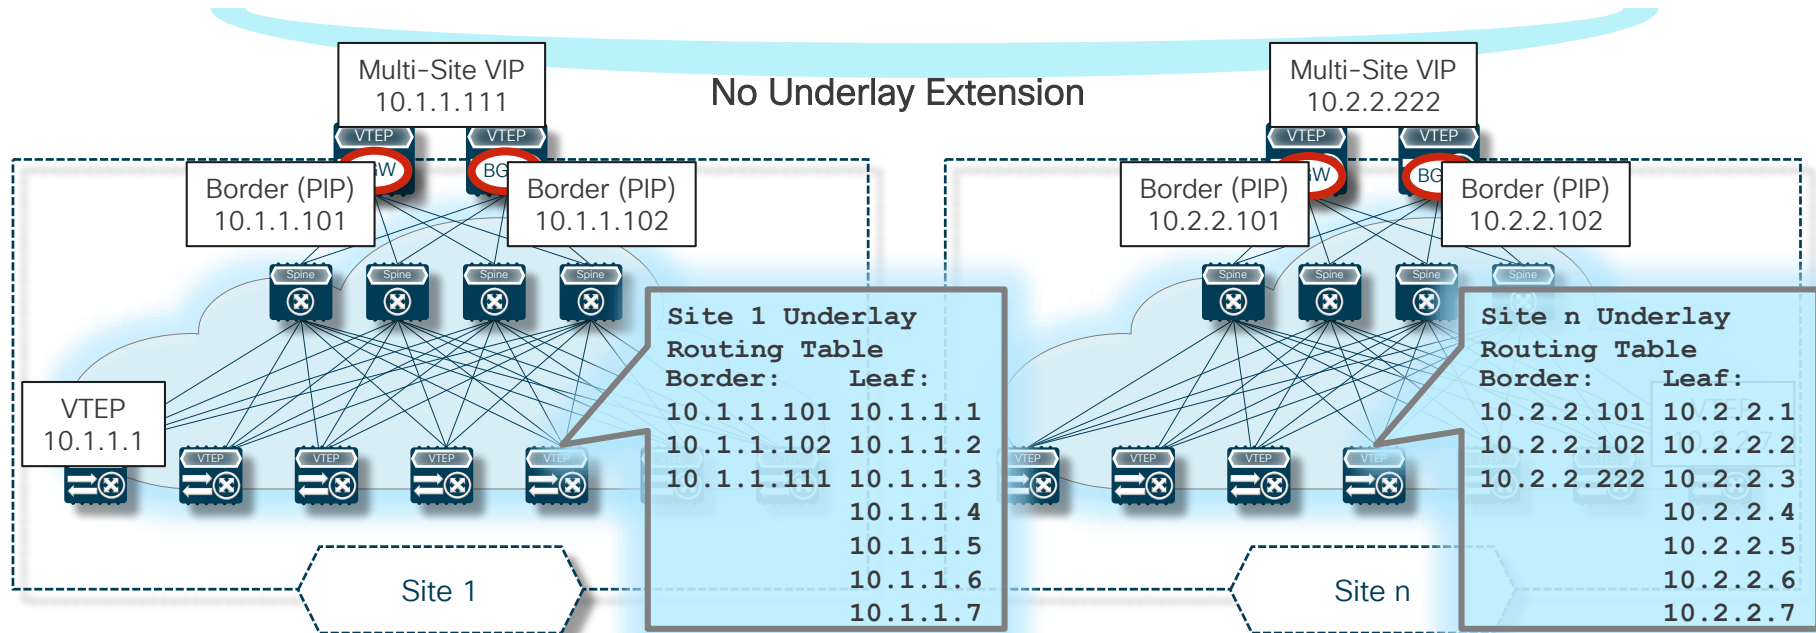 Multi-Site VIP
10.1.1.111
No Underlay Extension
Multi-Site VIP
10.2.2.222
VTEP
VTEP
VTEP
VTEP
GW
BG
GW
BG
Border (PIP)
10.1.1.101
Border (PIP)
10.1.1.102
Border (PIP)
10.2.2.101
Border (PIP)
10.2.2.102
Spine
Spine
Spine
Spine
Spine
Spine
Spine
Spine
VTEP
10.1.1.1
VTEP
VTEP
VTEP
VTEP
Site 1 Underlay
Routing Table
Border: Leaf:
10.1.1.101 10.1.1.1
10.1.1.102 10.1.1.2
10.1.1.111 10.1.1.3
10.1.1.4
10.1.1.5
10.1.1.6
10.1.1.7
VTEP
VTEP
VTEP
VTEP
Site n Underlay
Routing Table
Border: Leaf:
10.2.2.101 10.2.2.1
10.2.2.102 10.2.2.2
10.2.2.222 10.2.2.3
10.2.2.4
10.2.2.5
10.2.2.6
10.2.2.7
Site 1
Site n